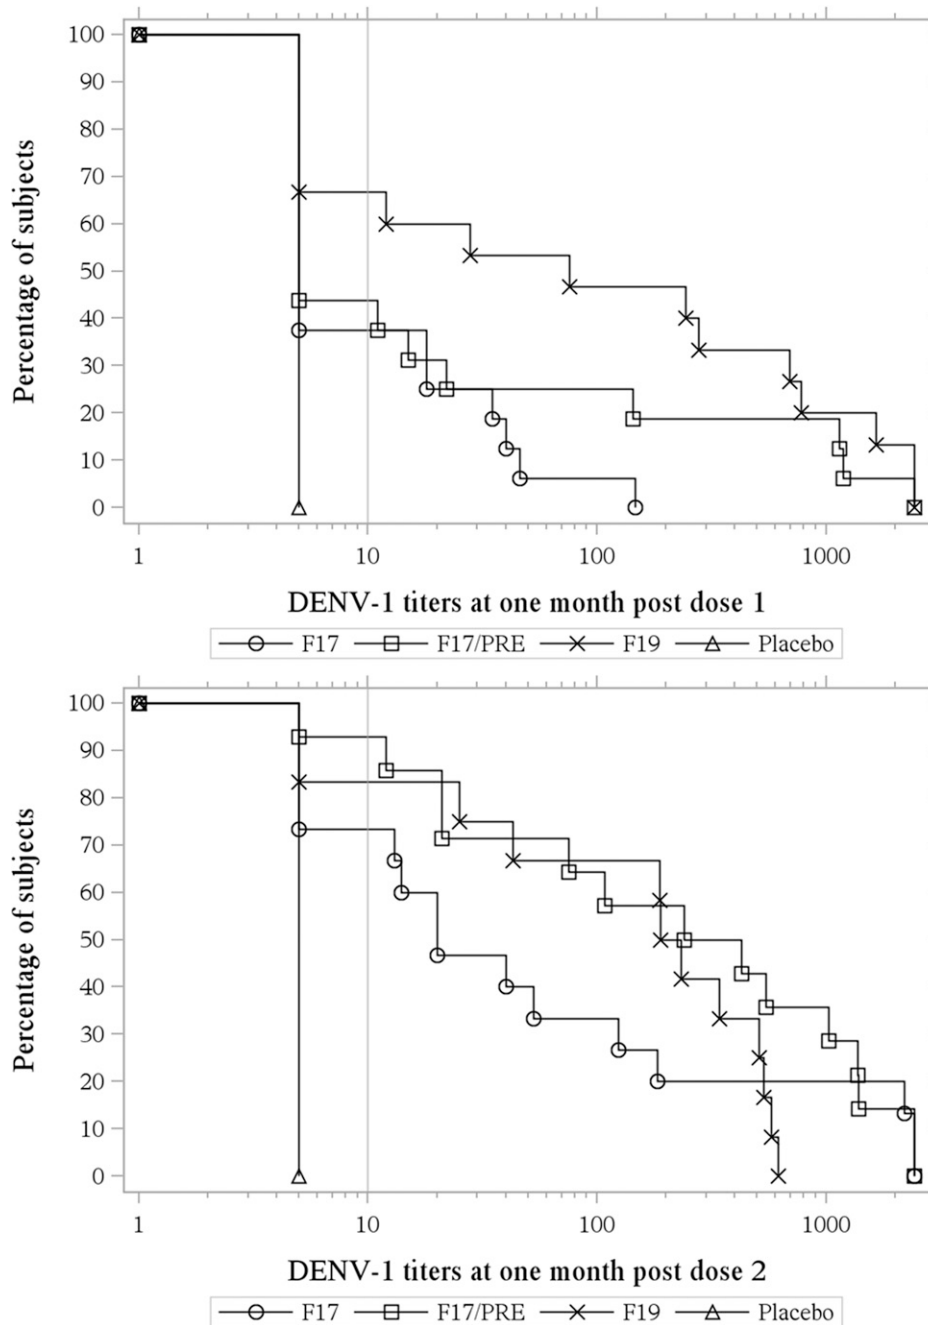 Percentage of subjects
100
90
80
70
60
50
40
30
20
10
0
1 10 100 1000
DENV-1 titers at one month post dose 1
F17 F17/PRE F19 Placebo
Percentage of subjects
100
90
80
70
60
50
40
30
20
10
0
1 10 100 1000
DENV-1 titers at one month post dose 2
F17 F17/PRE F19 Placebo